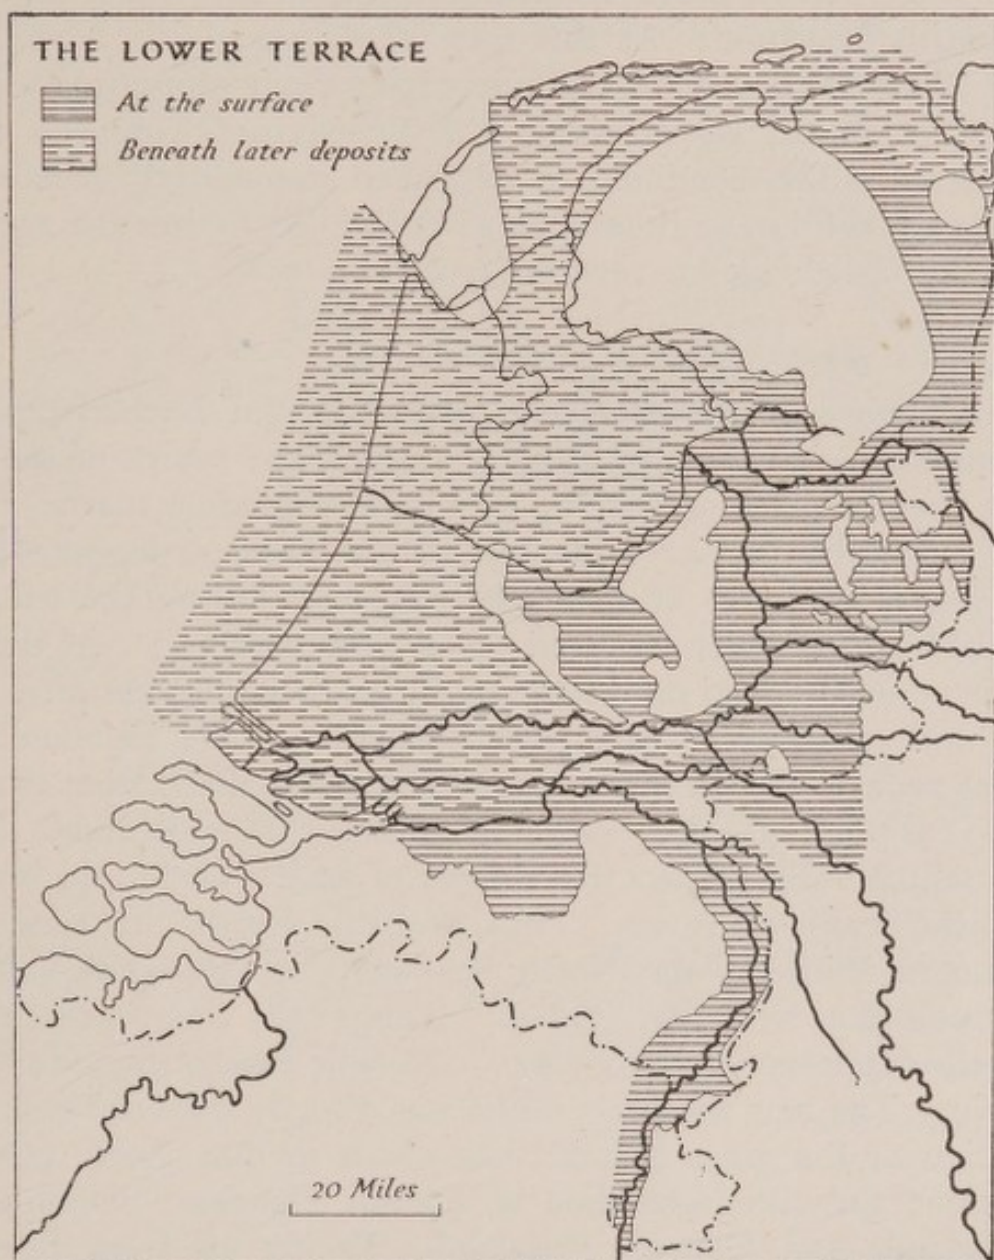 THE LOWER TERRACE
At the surface
Beneath later deposits
20 Miles